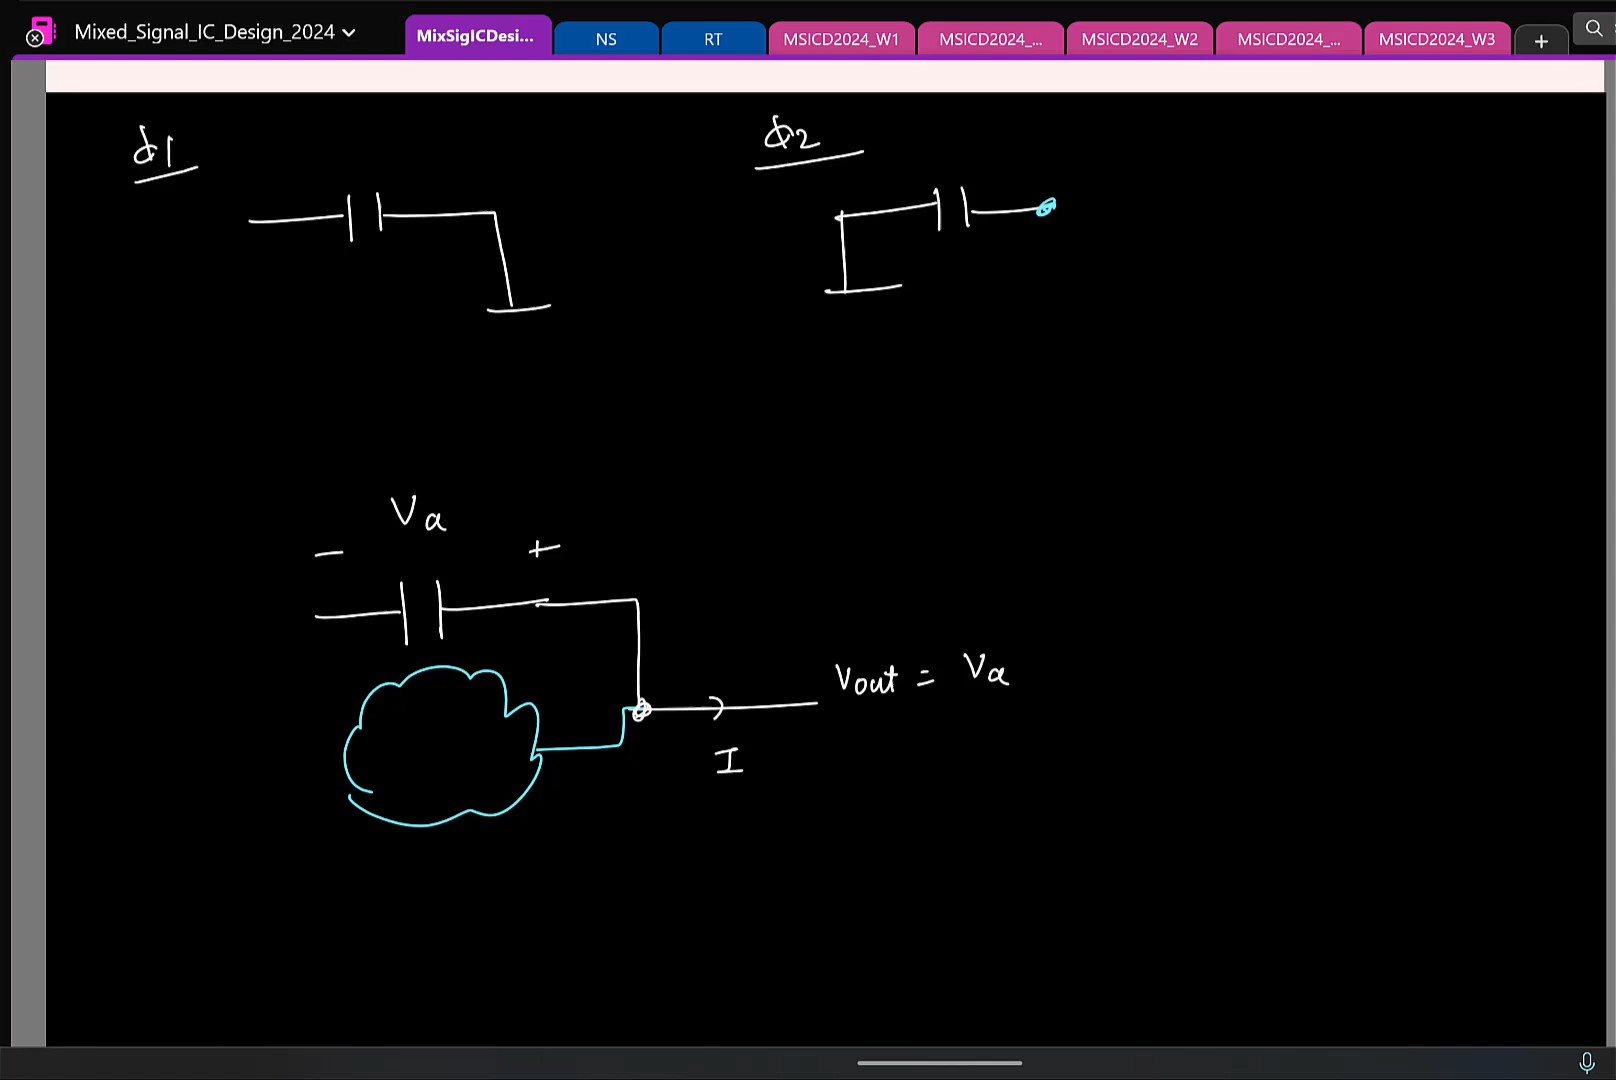 Mixed_Signal_IC_Design_2024
MixSigICDesi... NS RT MSICD2024_W1 MSICD2024_... MSICD2024_W2 MSICD2024_... MSICD2024_W3 +
ϕ1 ϕ2
Va
− +
Vout = Va
I